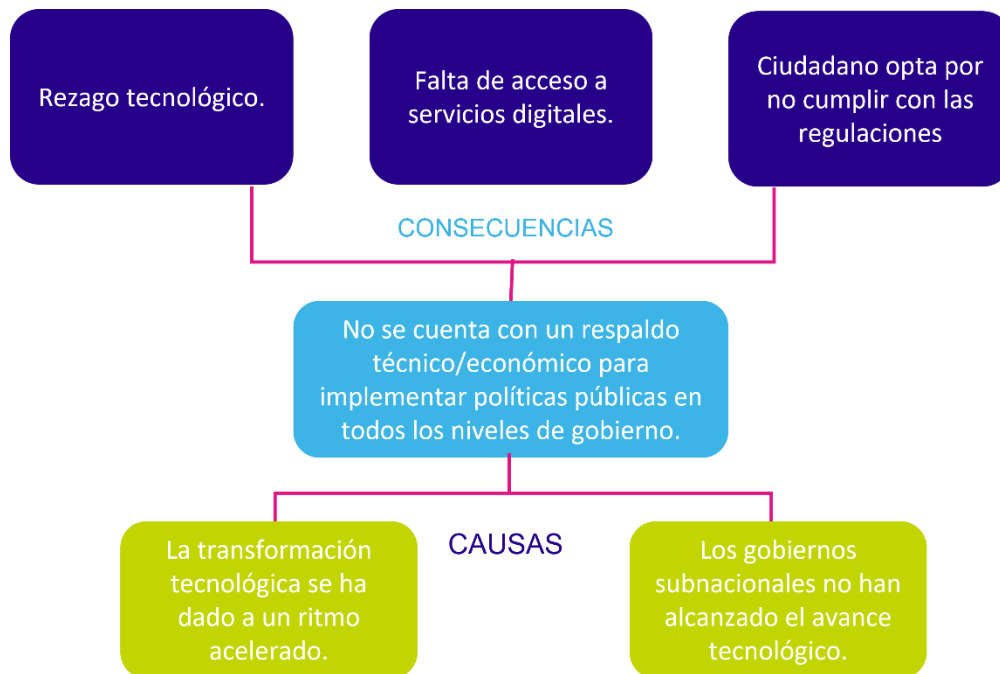 Rezago tecnológico.
Falta de acceso a
servicios digitales.
Ciudadano opta por
no cumplir con las
regulaciones
CONSECUENCIAS
No se cuenta con un respaldo
técnico/económico para
implementar políticas públicas en
todos los niveles de gobierno.
CAUSAS
La transformación
tecnológica se ha
dado a un ritmo
acelerado.
Los gobiernos
subnacionales no han
alcanzado el avance
tecnológico.